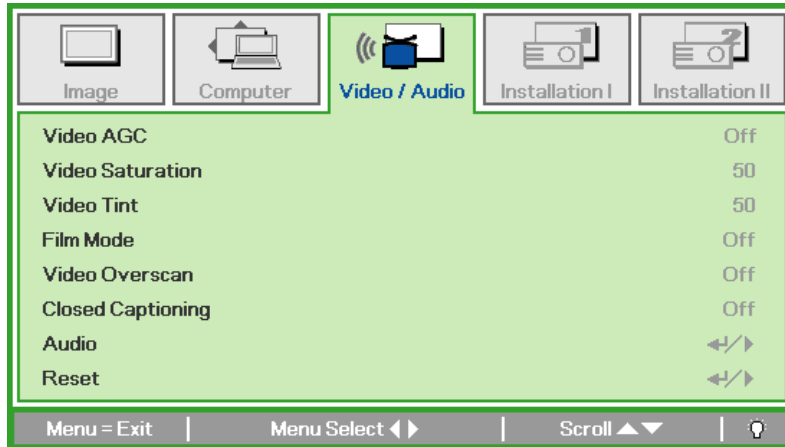 Image Computer Video / Audio Installation I Installation II
Video AGC Off
Video Saturation 50
Video Tint 50
Film Mode Off
Video Overscan Off
Closed Captioning Off
Audio
Reset
Menu = Exit Menu Select Scroll